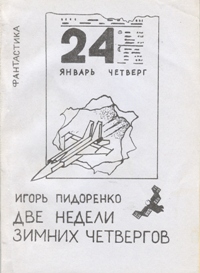 ФАНТАСТИКА
24
ЯНВАРЬ ЧЕТВЕРГ
ИГОРЬ ПИДОРЕНКО
ДВЕ НЕДЕЛИ
ЗИМНИХ ЧЕТВЕРГОВ